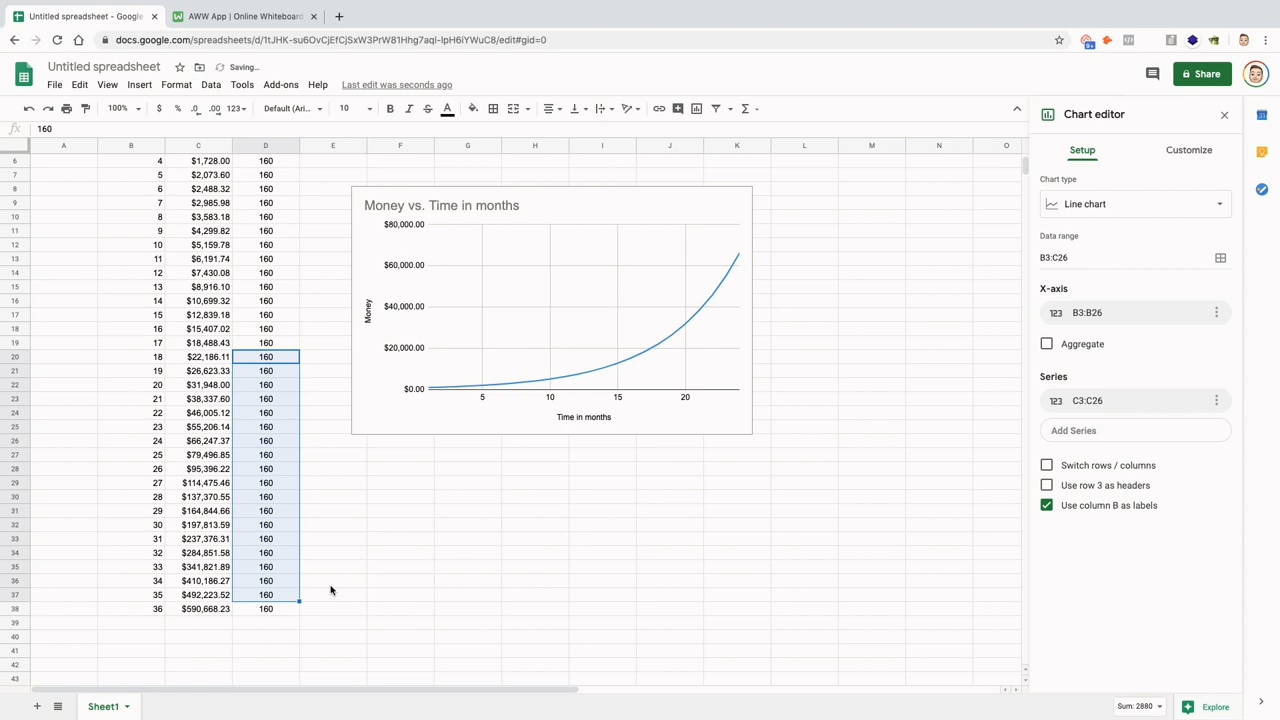 Untitled spreadsheet - Google
AWW App | Online Whiteboard
docs.google.com/spreadsheets/d/1tJHK-su6OvCjEfCjSxW3PrW81Hhg7aqI-IpH6iYWuC8/edit#gid=0
Untitled spreadsheet
Saving...
File Edit View Insert Format Data Tools Add-ons Help Last edit was seconds ago
Share
100% $ % .0 .00 123 Default (Ari... 10 B I S A
fx 160
A B C D E F G H I J K L M N O
6 4 $1,728.00 160
7 5 $2,073.60 160
8 6 $2,488.32 160
9 7 $2,985.98 160
10 8 $3,583.18 160
11 9 $4,299.82 160
12 10 $5,159.78 160
13 11 $6,191.74 160
14 12 $7,430.08 160
15 13 $8,916.10 160
16 14 $10,699.32 160
17 15 $12,839.18 160
18 16 $15,407.02 160
19 17 $18,488.43 160
20 18 $22,186.11 160
21 19 $26,623.33 160
22 20 $31,948.00 160
23 21 $38,337.60 160
24 22 $46,005.12 160
25 23 $55,206.14 160
26 24 $66,247.37 160
27 25 $79,496.85 160
28 26 $95,396.22 160
29 27 $114,475.46 160
30 28 $137,370.55 160
31 29 $164,844.66 160
32 30 $197,813.59 160
33 31 $237,376.31 160
34 32 $284,851.58 160
35 33 $341,821.89 160
36 34 $410,186.27 160
37 35 $492,223.52 160
38 36 $590,668.23 160
39
40
41
42
43
Money vs. Time in months
$80,000.00
$60,000.00
$40,000.00
$20,000.00
$0.00
Money
5 10 15 20
Time in months
Chart editor
Setup Customize
Chart type
Line chart
Data range
B3:C26
X-axis
123 B3:B26
Aggregate
Series
123 C3:C26
Add Series
Switch rows / columns
Use row 3 as headers
Use column B as labels
Sheet1
Sum: 2880
Explore